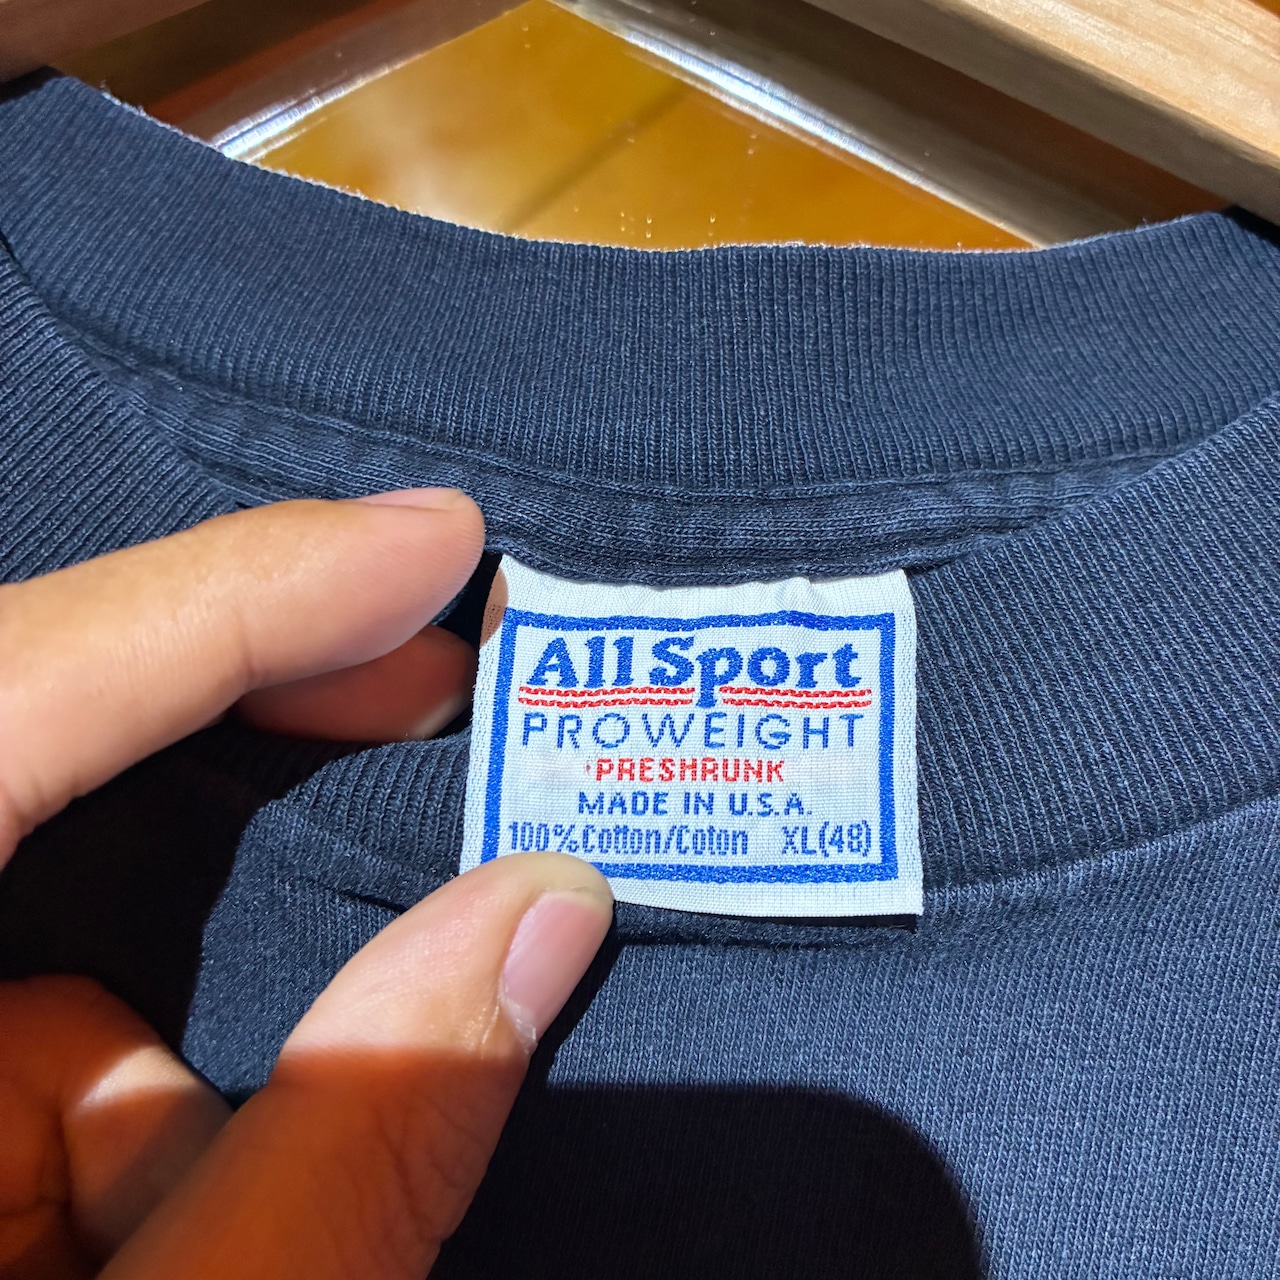 All Sport
PROWEIGHT
·PRESHRUNK
MADE IN U.S.A.
100% Cotton/Coton XL(48)